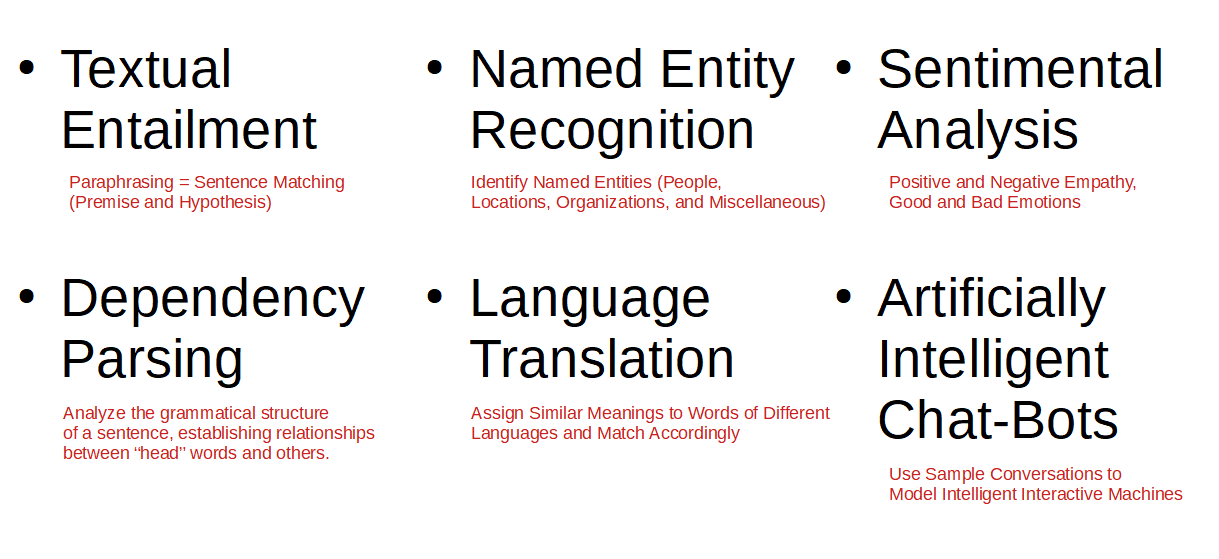 • Textual
Entailment
Paraphrasing = Sentence Matching
(Premise and Hypothesis)
• Named Entity
Recognition
Identify Named Entities (People,
Locations, Organizations, and Miscellaneous)
• Sentimental
Analysis
Positive and Negative Empathy,
Good and Bad Emotions
• Dependency
Parsing
Analyze the grammatical structure
of a sentence, establishing relationships
between “head” words and others.
• Language
Translation
Assign Similar Meanings to Words of Different
Languages and Match Accordingly
• Artificially
Intelligent
Chat-Bots
Use Sample Conversations to
Model Intelligent Interactive Machines